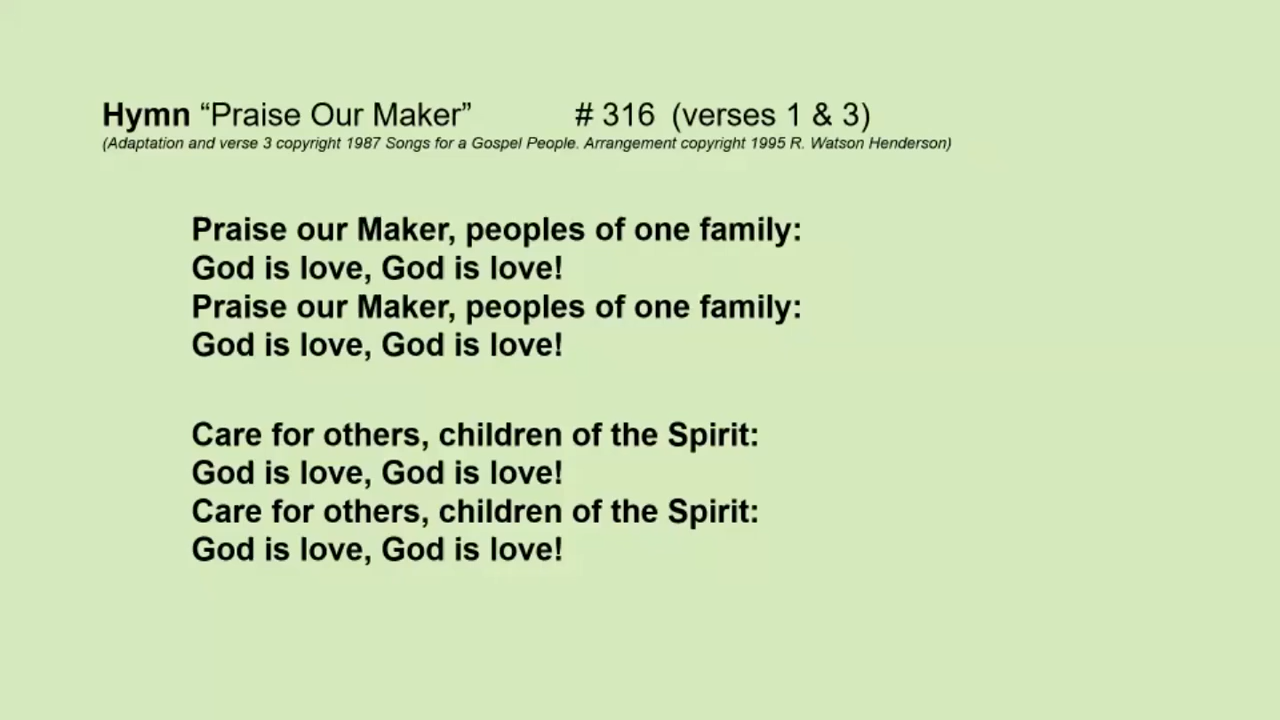 Hymn “Praise Our Maker” # 316 (verses 1 & 3)
(Adaptation and verse 3 copyright 1987 Songs for a Gospel People. Arrangement copyright 1995 R. Watson Henderson)
Praise our Maker, peoples of one family:
God is love, God is love!
Praise our Maker, peoples of one family:
God is love, God is love!
Care for others, children of the Spirit:
God is love, God is love!
Care for others, children of the Spirit:
God is love, God is love!